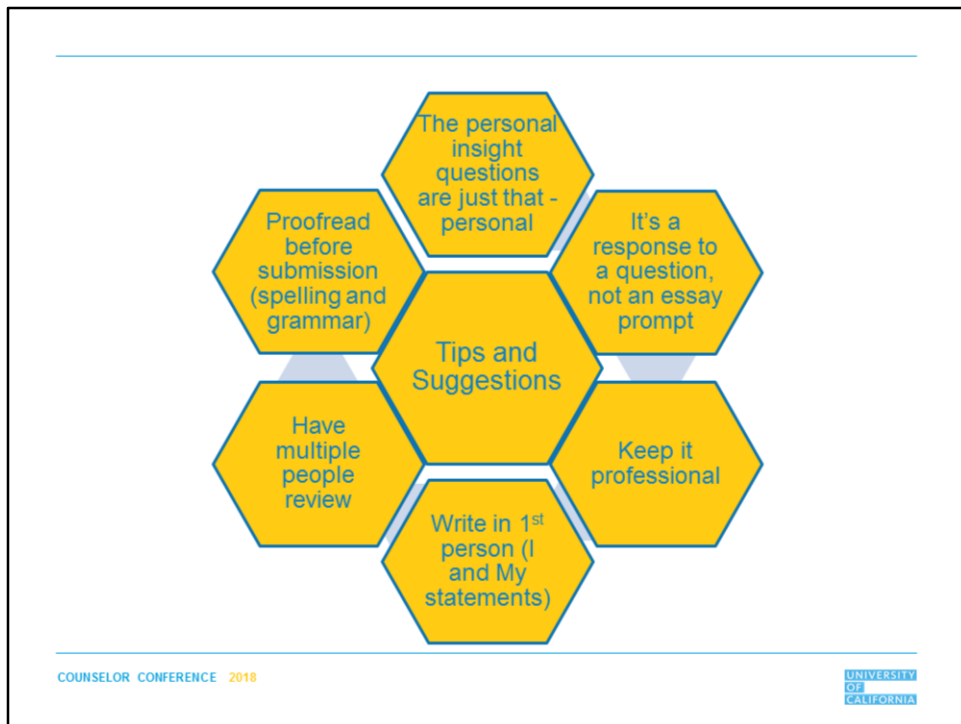 The personal
insight
questions
are just that -
personal
It's a
response to
a question,
not an essay
prompt
Keep it
professional
Write in 1st
person (I
and My
statements)
Have
multiple
people
review
Proofread
before
submission
(spelling and
grammar)
Tips and
Suggestions
COUNSELOR CONFERENCE 2018
UNIVERSITY
OF
CALIFORNIA